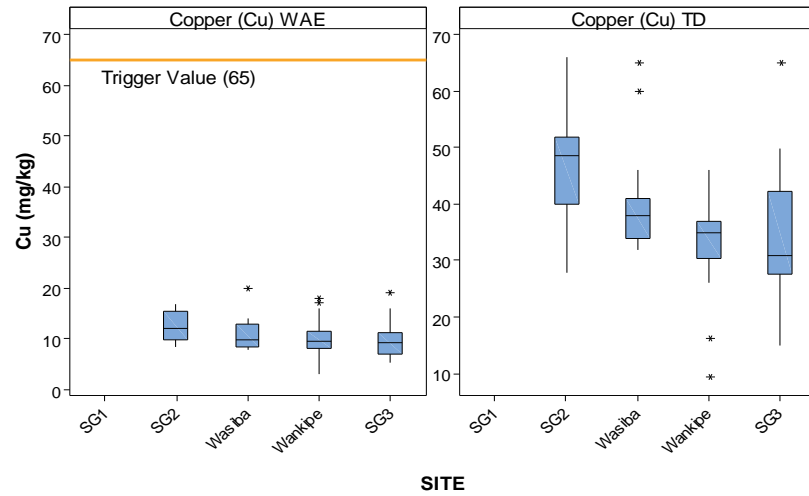 Copper (Cu) WAE
Copper (Cu) TD
70
60
50
40
30
20
10
0
Trigger Value (65)
70
60
50
40
30
20
10
Cu (mg/kg)
SG1
SG2
Wasiba
Wankipe
SG3
SG1
SG2
Wasiba
Wankipe
SG3
SITE